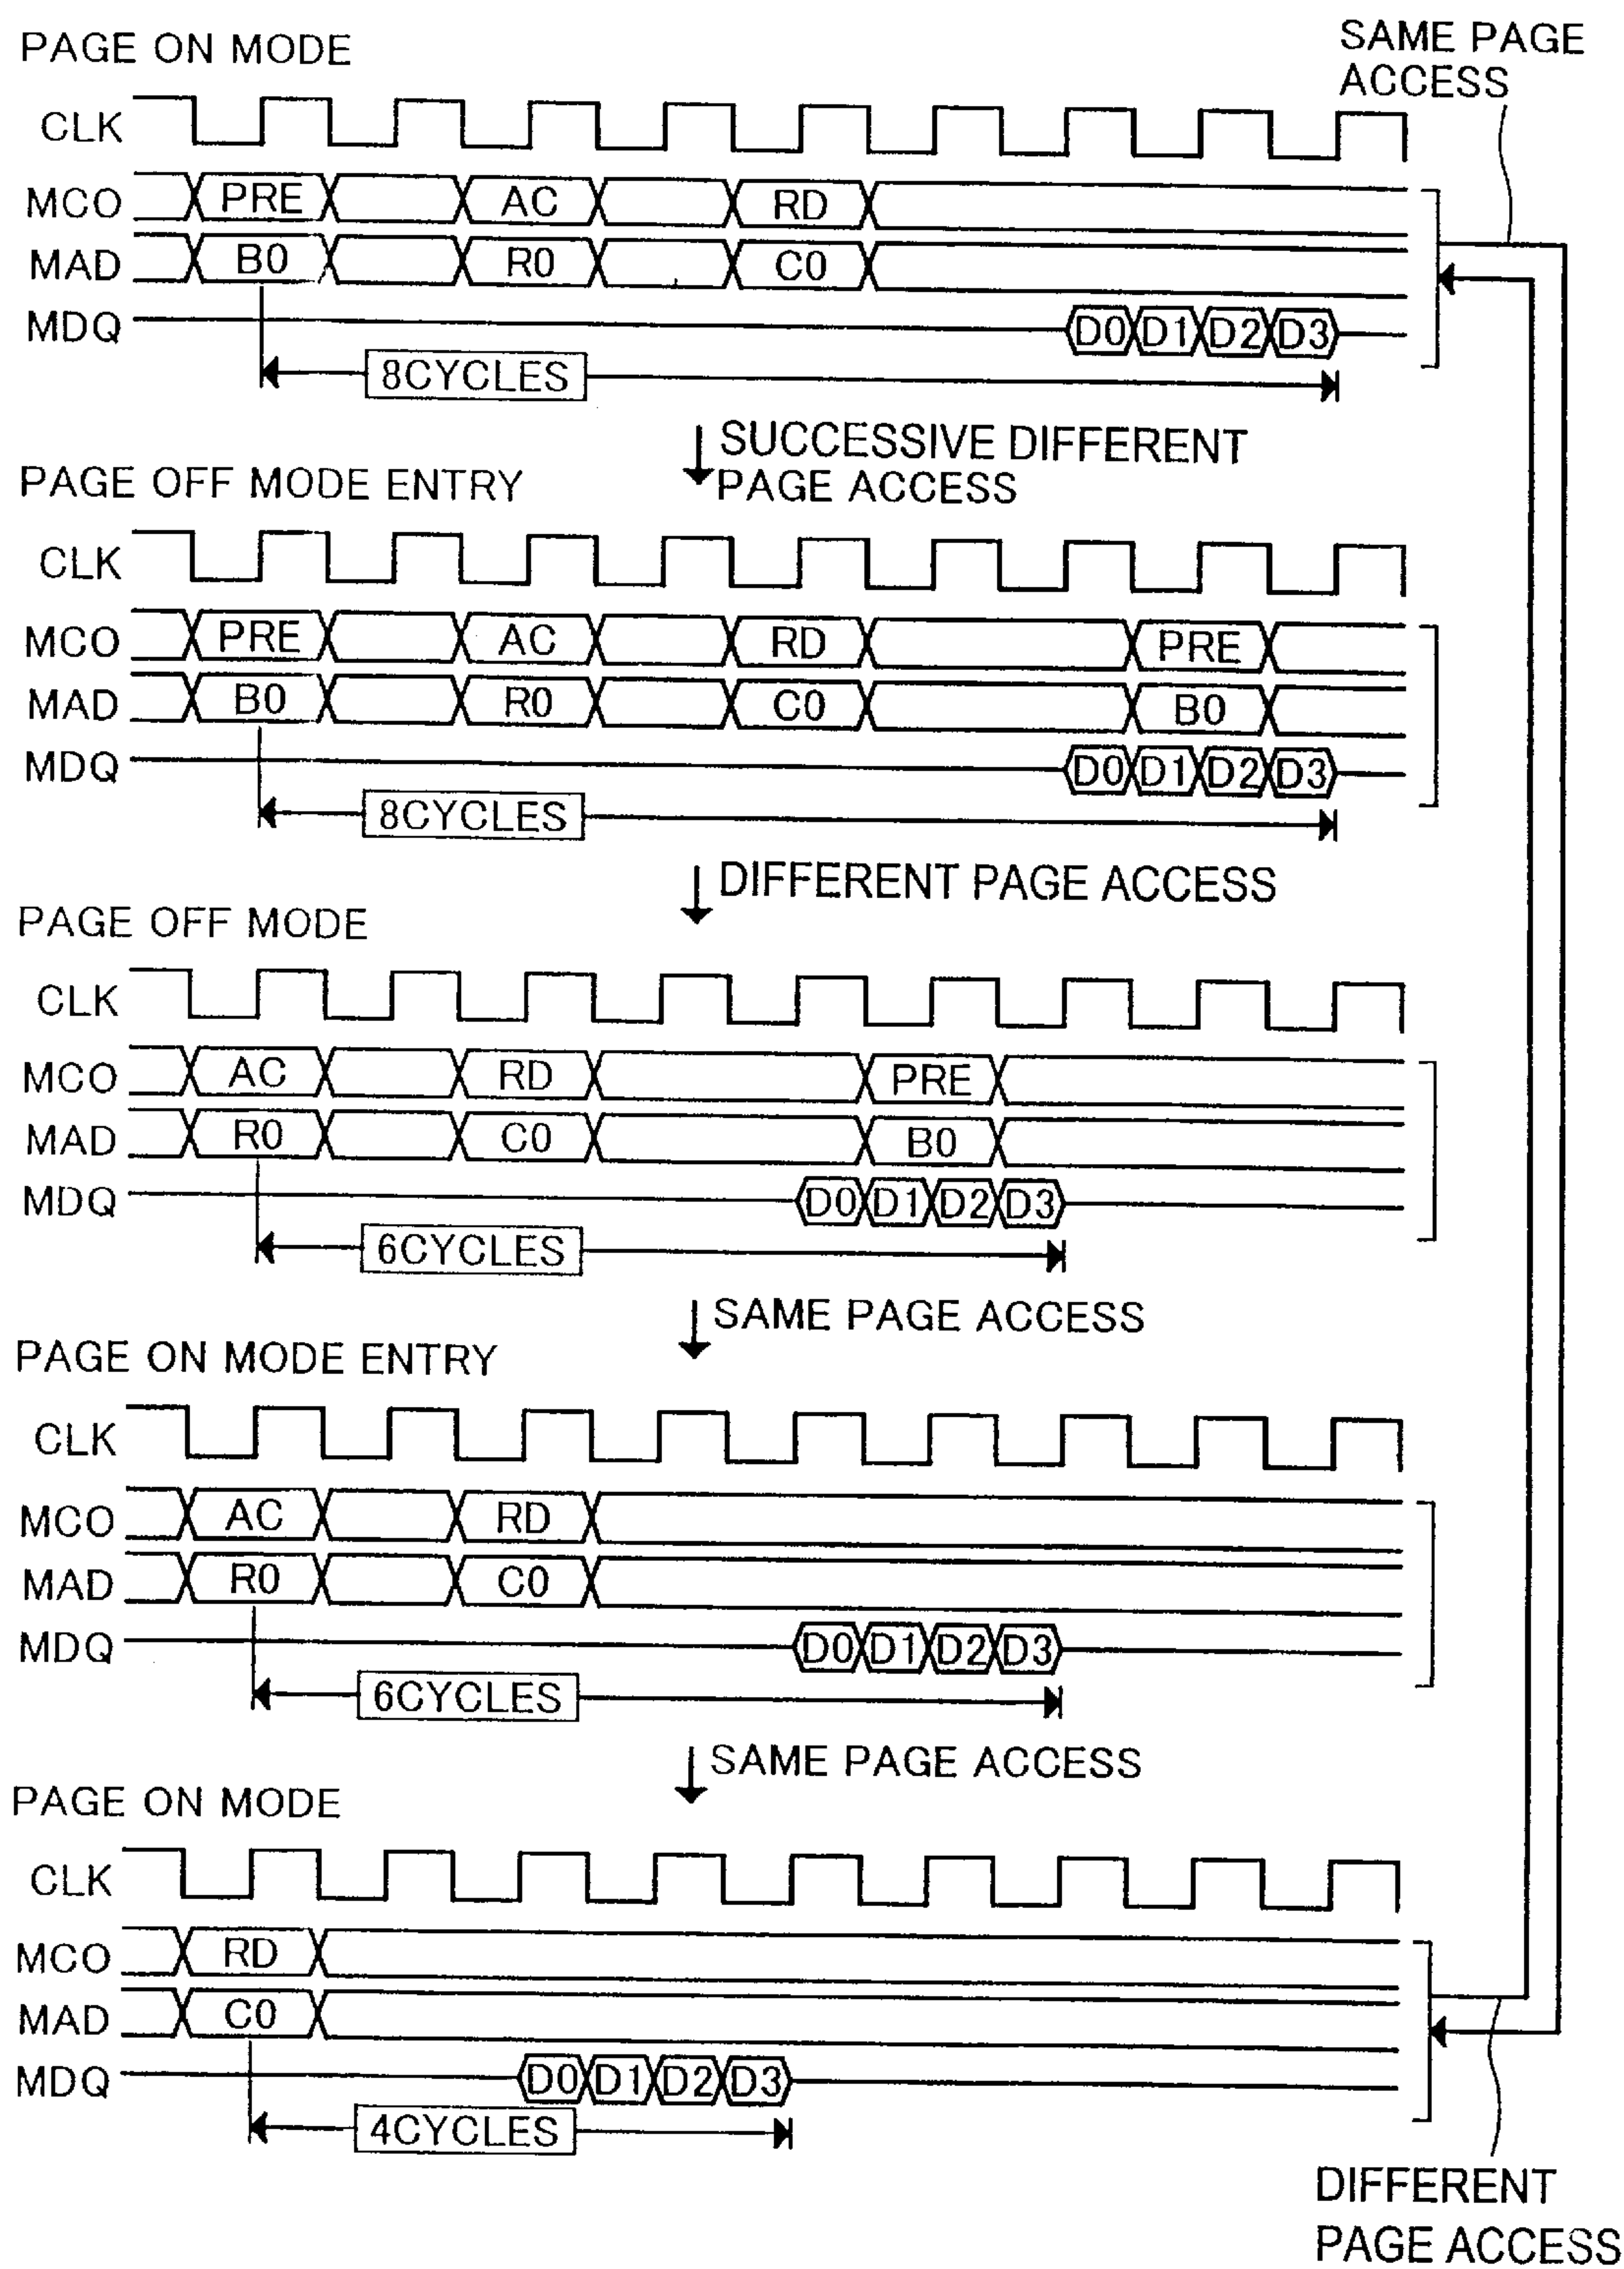 PAGE ON MODE
SAME PAGE
ACCESS
CLK
MCO PRE AC RD
MAD B0 R0 C0
MDQ D0 D1 D2 D3
8CYCLES
SUCCESSIVE DIFFERENT
PAGE ACCESS
PAGE OFF MODE ENTRY
CLK
MCO PRE AC RD PRE
MAD B0 R0 C0 B0
MDQ D0 D1 D2 D3
8CYCLES
DIFFERENT PAGE ACCESS
PAGE OFF MODE
CLK
MCO AC RD PRE
MAD R0 C0 B0
MDQ D0 D1 D2 D3
6CYCLES
SAME PAGE ACCESS
PAGE ON MODE ENTRY
CLK
MCO AC RD
MAD R0 C0
MDQ D0 D1 D2 D3
6CYCLES
SAME PAGE ACCESS
PAGE ON MODE
CLK
MCO RD
MAD C0
MDQ D0 D1 D2 D3
4CYCLES
DIFFERENT
PAGE ACCESS